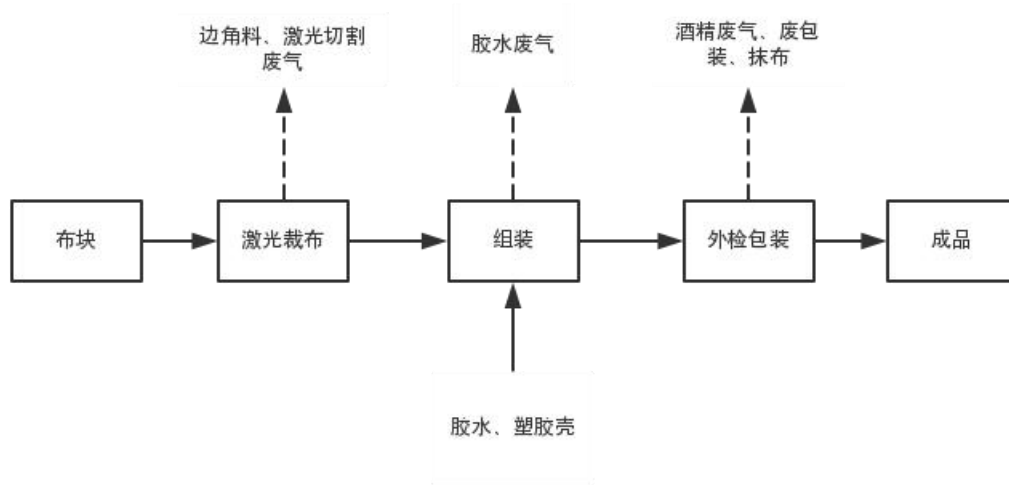 边角料、激光切割
废气
胶水废气
酒精废气、废包
装、抹布
布块
激光裁布
组装
外检包装
成品
胶水、塑胶壳